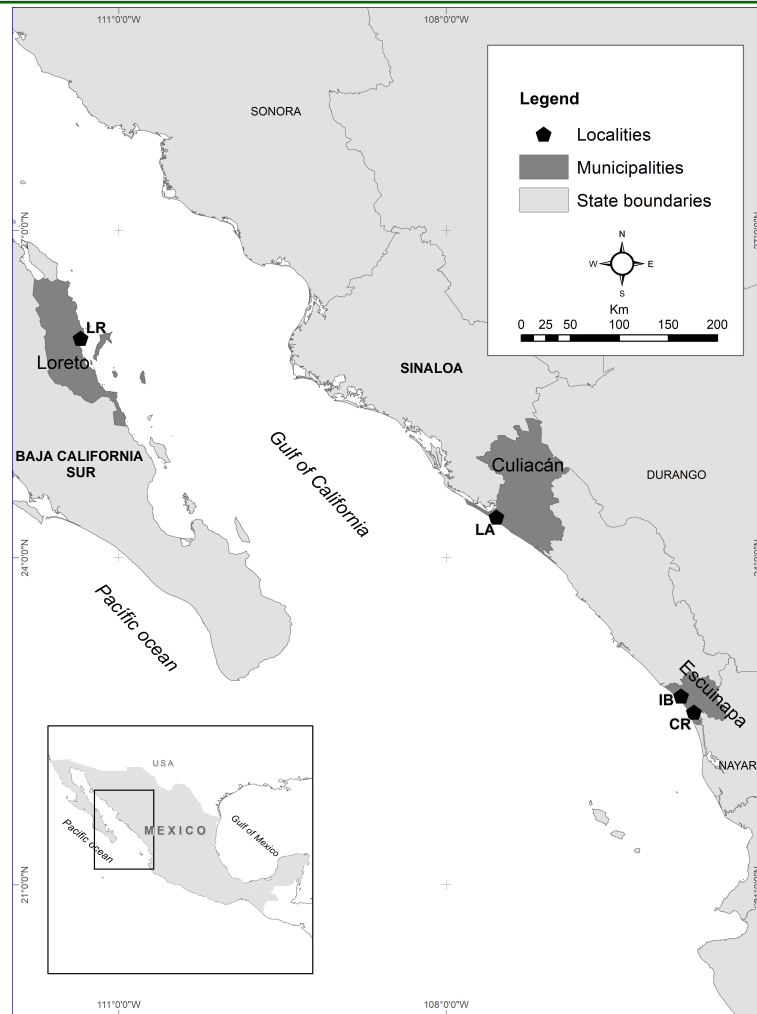 111°0'0"W
108°0'0"W
SONORA
Legend
Localities
Municipalities
State boundaries
N
W
E
S
Km
0 25 50 100 150 200
27°0'0"N
LR
Loreto
SINALOA
BAJA CALIFORNIA
SUR
Gulf of California
Culiacán
DURANGO
LA
24°0'0"N
Pacífic ocean
Escuinapa
IB
CR
NAYAR
USA
MEXICO
Pacífic ocean
Gulf of Mexico
21°0'0"N
111°0'0"W
108°0'0"W